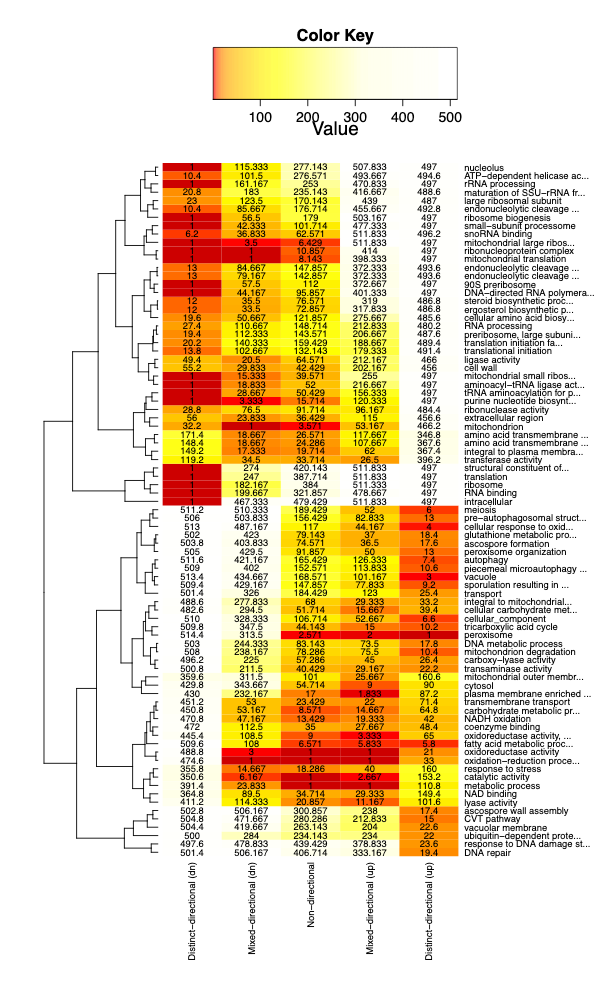 Color Key
100 200 300 400 500
Value
1 115.333 277.143 507.833 497 nucleolus
10.4 101.5 276.571 493.667 494.6 ATP−dependent helicase ac...
1 161.167 253 470.833 497 rRNA processing
20.8 183 235.143 416.667 488.6 maturation of SSU−rRNA fr...
23 123.5 170.143 439 487 large ribosomal subunit
10.4 85.667 176.714 455.667 492.8 endonucleolytic cleavage ...
1 56.5 179 503.167 497 ribosome biogenesis
1 42.333 101.714 477.333 497 small−subunit processome
6.2 36.833 62.571 511.833 496.2 snoRNA binding
1 3.5 6.429 511.833 497 mitochondrial large ribos...
1 1 10.857 414 497 ribonucleoprotein complex
1 1 8.143 398.333 497 mitochondrial translation
13 84.667 147.857 372.333 493.6 endonucleolytic cleavage ...
13 79.167 142.857 372.333 493.6 endonucleolytic cleavage ...
1 57.5 112 372.667 497 90S preribosome
1 44.167 95.857 401.333 497 DNA−directed RNA polymera...
12 35.5 76.571 319 486.8 steroid biosynthetic proc...
12 33.5 72.857 317.833 486.8 ergosterol biosynthetic p...
19.6 50.667 121.857 275.667 485.6 cellular amino acid biosy...
27.4 110.667 148.714 212.833 480.2 RNA processing
19.4 112.333 143.571 206.667 487.6 preribosome, large subuni...
20.2 140.333 159.429 188.667 489.4 translation initiation fa...
13.8 102.667 132.143 179.333 491.4 translational initiation
49.4 20.5 64.571 212.167 466 ligase activity
55.2 29.833 42.429 202.167 456 cell wall
1 15.333 39.571 255 497 mitochondrial small ribos...
1 18.833 52 216.667 497 aminoacyl−tRNA ligase act...
1 28.667 50.429 156.333 497 tRNA aminoacylation for p...
1 3.333 15.714 120.333 497 purine nucleotide biosynt...
28.8 76.5 91.714 96.167 484.4 ribonuclease activity
56 23.833 36.429 115 456.6 extracellular region
32.2 1 3.571 53.167 466.2 mitochondrion
171.4 18.667 26.571 117.667 346.8 amino acid transmembrane ...
148.4 18.667 24.286 107.667 367.6 amino acid transmembrane ...
149.2 17.333 19.714 62 367.4 integral to plasma membra...
119.2 34.5 33.714 26.5 396.2 transferase activity
1 274 420.143 511.833 497 structural constituent of...
1 247 387.714 511.833 497 translation
1 182.167 384 511.333 497 ribosome
1 199.667 321.857 478.667 497 RNA binding
1 467.333 479.429 511.833 497 intracellular
511.2 510.333 189.429 52 6 meiosis
506 503.833 156.429 82.833 13 pre−autophagosomal struct...
513 487.167 117 44.167 4 cellular response to oxid...
502 423 79.143 37 18.4 glutathione metabolic pro...
503.8 403.833 74.571 36.5 17.6 ascospore formation
505 429.5 91.857 50 13 peroxisome organization
511.6 421.167 165.429 126.333 7.4 autophagy
509 402 152.571 113.833 10.6 piecemeal microautophagy ...
513.4 434.667 168.571 101.167 3 vacuole
509.4 429.167 147.857 77.833 9.2 sporulation resulting in ...
501.4 326 184.429 123 25.4 transport
488.6 277.833 68 29.333 33.2 integral to mitochondrial...
482.6 294.5 51.714 15.667 39.4 cellular carbohydrate met...
510 328.333 106.714 52.667 6.6 cellular_component
509.8 347.5 44.143 15 10.2 tricarboxylic acid cycle
514.4 313.5 2.571 2 1 peroxisome
503 244.333 83.143 73.5 17.8 DNA metabolic process
508 238.167 78.286 75.5 10.4 mitochondrion degradation
496.2 225 57.286 45 26.4 carboxy−lyase activity
500.8 211.5 40.429 29.167 22.2 transaminase activity
359.6 311.5 101 25.667 160.6 mitochondrial outer membr...
429.8 343.667 54.714 9 90 cytosol
430 232.167 17 1.833 87.2 plasma membrane enriched ...
451.2 53 23.429 22 71.4 transmembrane transport
450.8 53.167 8.571 14.667 64.8 carbohydrate metabolic pr...
470.8 47.167 13.429 19.333 42 NADH oxidation
472 112.5 35 27.667 48.4 coenzyme binding
445.4 108.5 9 3.333 65 oxidoreductase activity, ...
509.6 108 6.571 5.833 5.8 fatty acid metabolic proc...
488.8 3 1 1 21 oxidoreductase activity
474.6 1 1 1 33 oxidation−reduction proce...
355.8 14.667 18.286 40 160 response to stress
350.6 6.167 1 2.667 153.2 catalytic activity
391.4 23.833 1 1 110.8 metabolic process
364.8 89.5 34.714 29.333 149.4 NAD binding
411.2 114.333 20.857 11.167 101.6 lyase activity
502.8 506.167 300.857 238 17.4 ascospore wall assembly
504.8 471.667 280.286 212.833 15 CVT pathway
504.4 419.667 263.143 204 22.6 vacuolar membrane
500 284 234.143 234 22 ubiquitin−dependent prote...
497.6 478.833 439.429 378.833 23.6 response to DNA damage st...
501.4 506.167 406.714 333.167 19.4 DNA repair
Distinct−directional (dn)
Mixed−directional (dn)
Non−directional
Mixed−directional (up)
Distinct−directional (up)